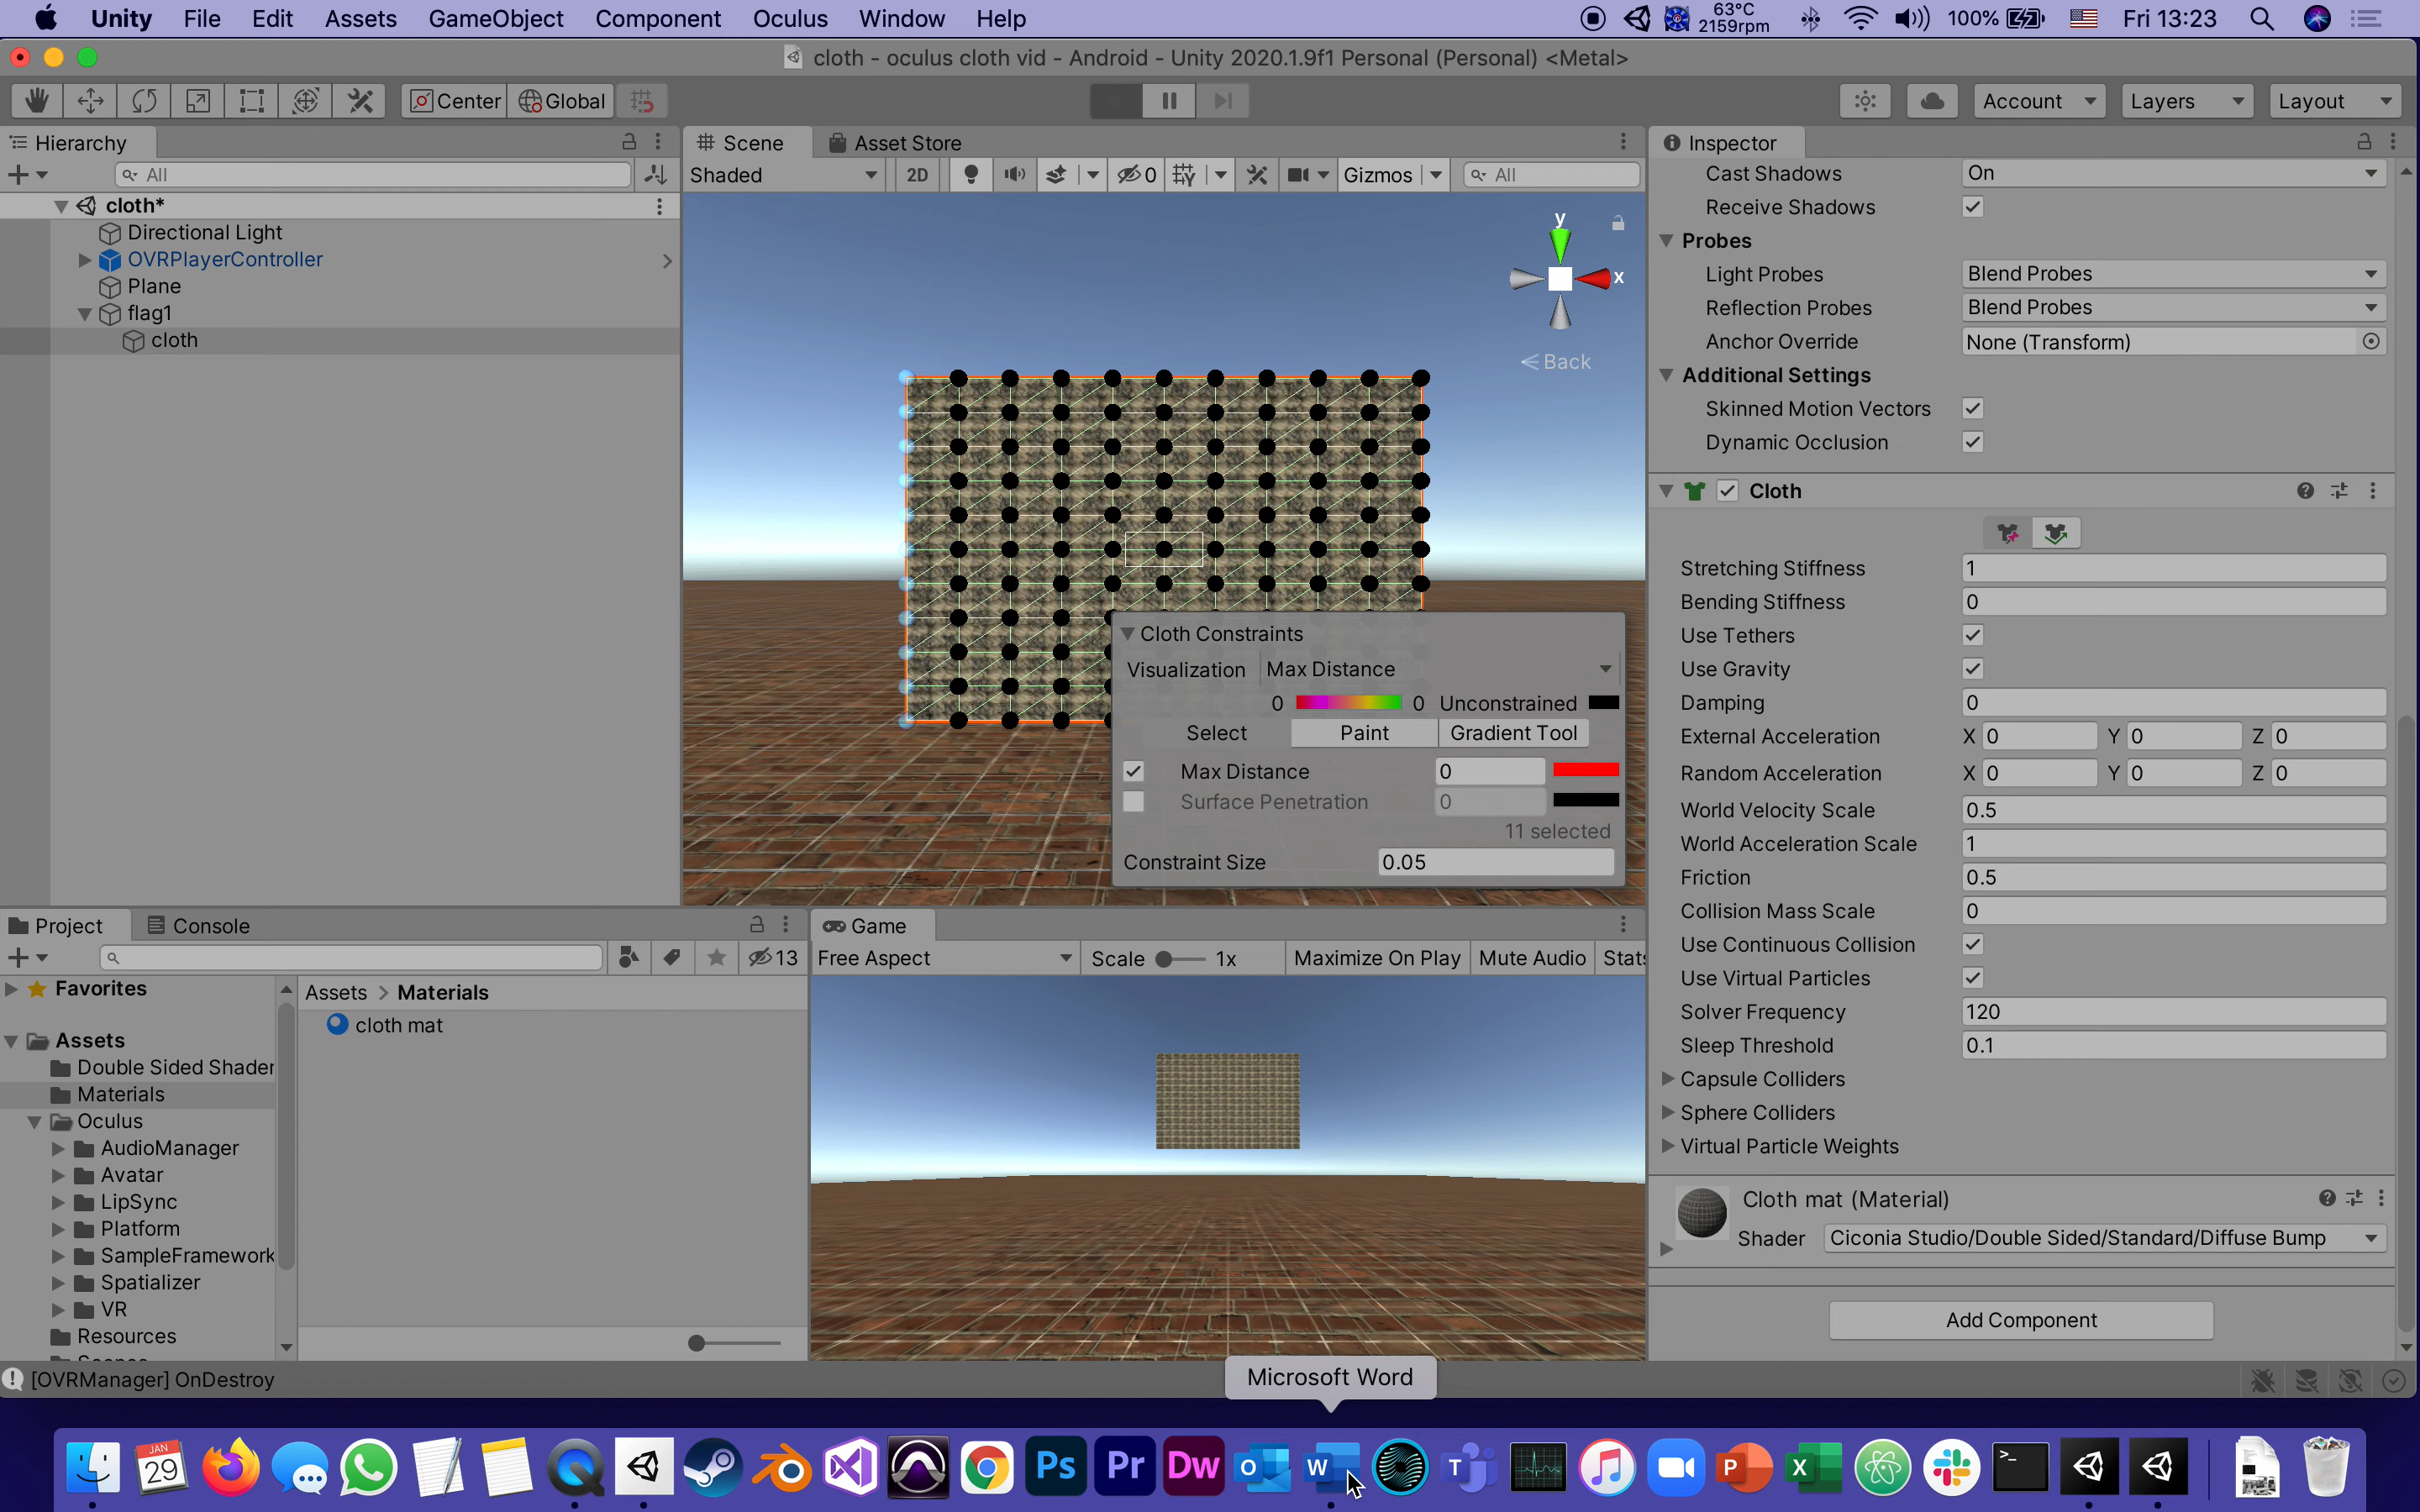 Unity File Edit Assets GameObject Component Oculus Window Help 63°C 2159rpm 100% Fri 13:23
cloth - oculus cloth vid - Android - Unity 2020.1.9f1 Personal (Personal) <Metal>
Center Global Account Layers Layout
Hierarchy
All
cloth*
Directional Light
OVRPlayerController
Plane
flag1
cloth
Scene Asset Store
Shaded 2D 0 Gizmos All
y
x
Back
Cloth Constraints
Visualization Max Distance
0 0 Unconstrained
Select Paint Gradient Tool
Max Distance 0
Surface Penetration 0
11 selected
Constraint Size 0.05
Inspector
Cast Shadows On
Receive Shadows
Probes
Light Probes Blend Probes
Reflection Probes Blend Probes
Anchor Override None (Transform)
Additional Settings
Skinned Motion Vectors
Dynamic Occlusion
Cloth
Stretching Stiffness 1
Bending Stiffness 0
Use Tethers
Use Gravity
Damping 0
External Acceleration X 0 Y 0 Z 0
Random Acceleration X 0 Y 0 Z 0
World Velocity Scale 0.5
World Acceleration Scale 1
Friction 0.5
Collision Mass Scale 0
Use Continuous Collision
Use Virtual Particles
Solver Frequency 120
Sleep Threshold 0.1
Capsule Colliders
Sphere Colliders
Virtual Particle Weights
Cloth mat (Material)
Shader Ciconia Studio/Double Sided/Standard/Diffuse Bump
Add Component
Project Console
13
Favorites
Assets
Double Sided Shader
Materials
Oculus
AudioManager
Avatar
LipSync
Platform
SampleFramework
Spatializer
VR
Resources
Assets > Materials
cloth mat
Game
Free Aspect Scale 1x Maximize On Play Mute Audio Stats
[OVRManager] OnDestroy
Microsoft Word
JAN
29
Ps Pr Dw O W T P X